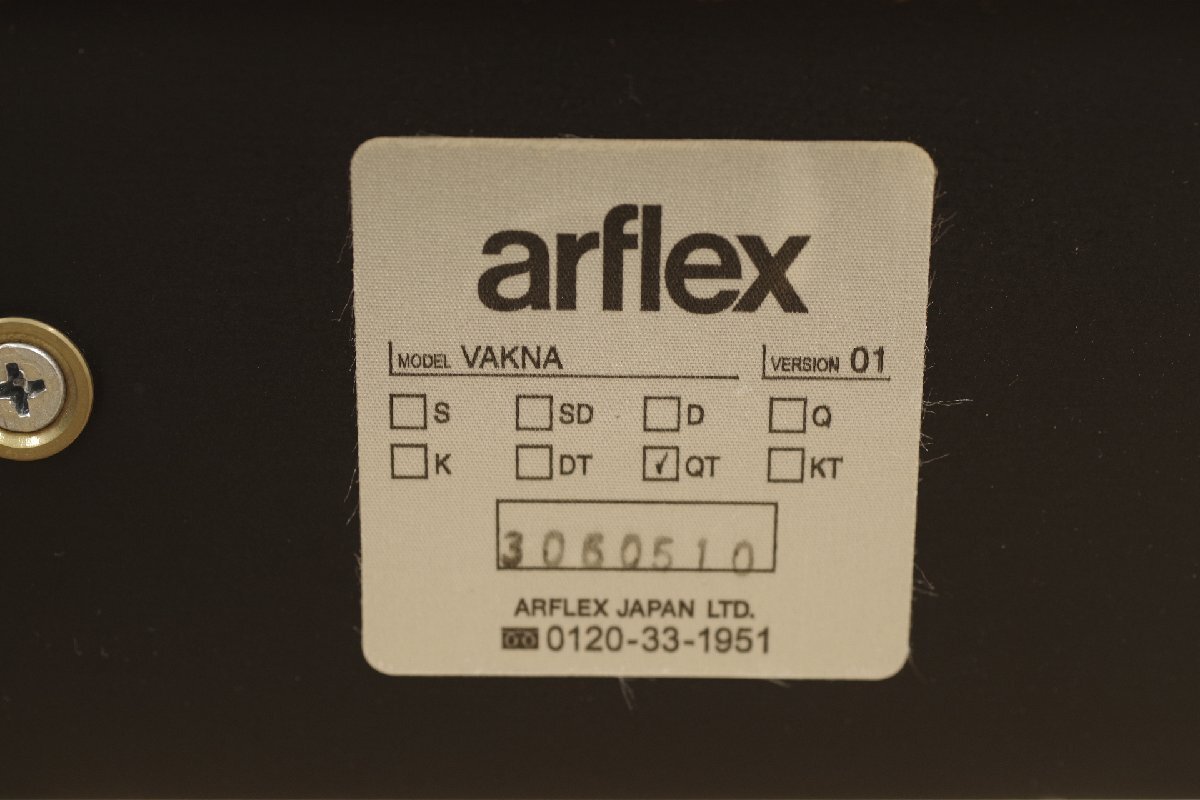 arflex
MODEL VAKNA VERSION 01
☐ S ☐ SD ☐ D ☐ Q
☐ K ☐ DT ☑ QT ☐ KT
3060510
ARFLEX JAPAN LTD.
0120-33-1951